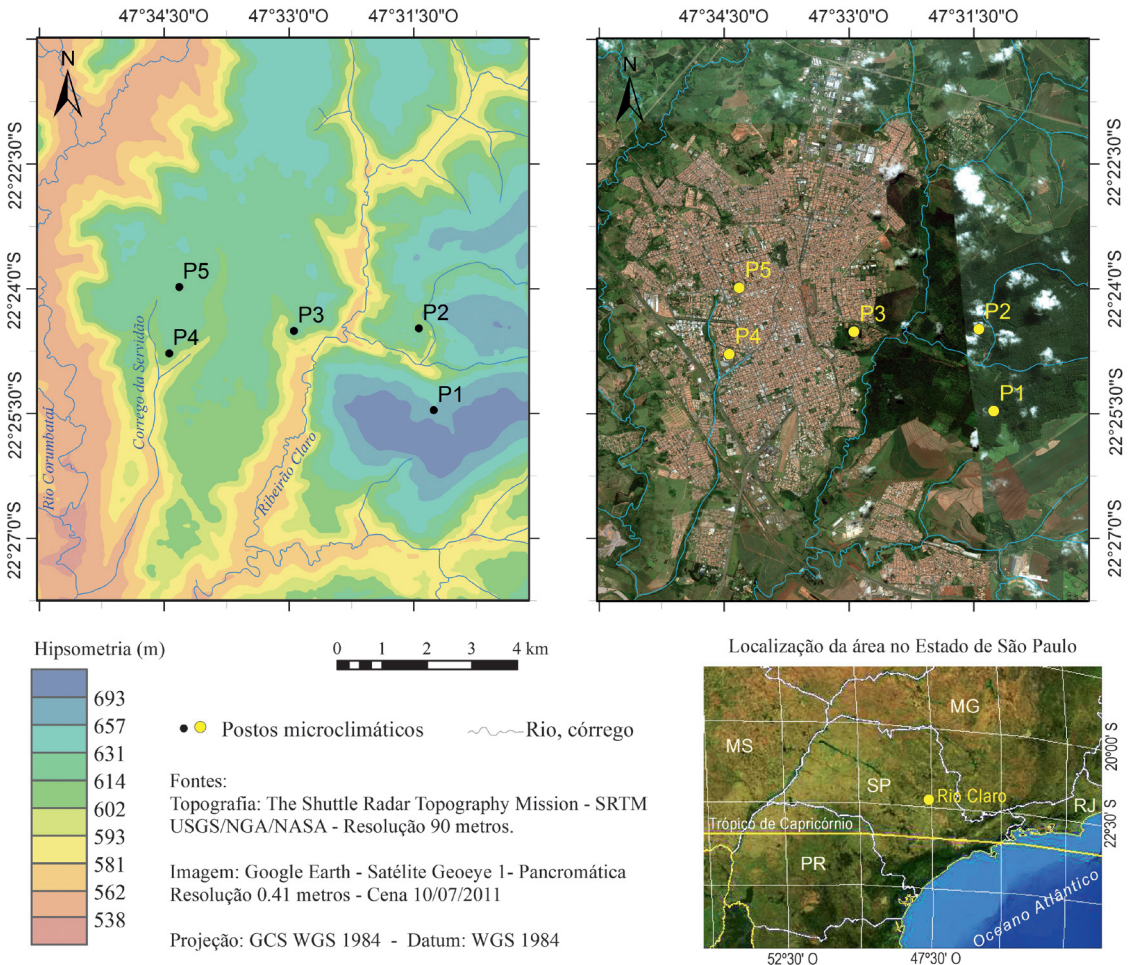 47°34'30"S 47°33'0"S 47°31'30"S
N
22°22'30"S
22°24'0"S
22°25'30"S
22°27'0"S
P5
P4
P3
P2
P1
Rio Corumbataí
Corrego da Servidão
Ribeirão Claro
47°34'30"S 47°33'0"S 47°31'30"S
N
P5
P4
P3
P2
P1
22°22'30"S
22°24'0"S
22°25'30"S
22°27'0"S
Hipsometria (m)
693
657
631
614
602
593
581
562
538
0 1 2 3 4 km
Postos microclimáticos
Rio, córrego
Fontes:
Topografia: The Shuttle Radar Topography Mission - SRTM
USGS/NGA/NASA - Resolução 90 metros.
Imagem: Google Earth - Satélite Geoeye 1- Pancromática
Resolução 0.41 metros - Cena 10/07/2011
Projeção: GCS WGS 1984 - Datum: WGS 1984
Localização da área no Estado de São Paulo
MG
MS
SP
Rio Claro
RJ
Trópico de Capricórnio
PR
Oceano Atlântico
20°00' S
22°30' S
52°30' O 47°30' O